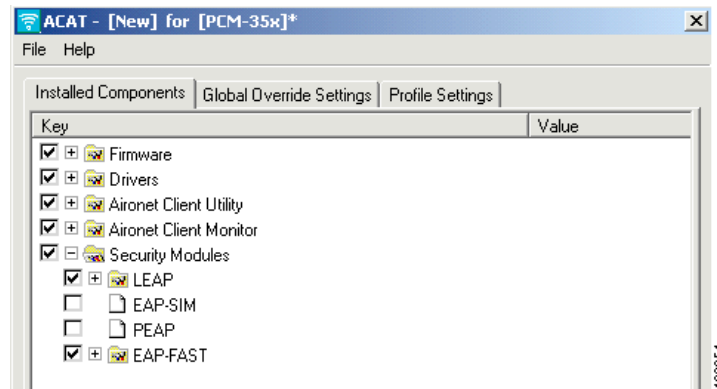 ACAT - [New] for [PCM-35x]*
File Help
Installed Components Global Override Settings Profile Settings
Key Value
Firmware
Drivers
Aironet Client Utility
Aironet Client Monitor
Security Modules
LEAP
EAP-SIM
PEAP
EAP-FAST